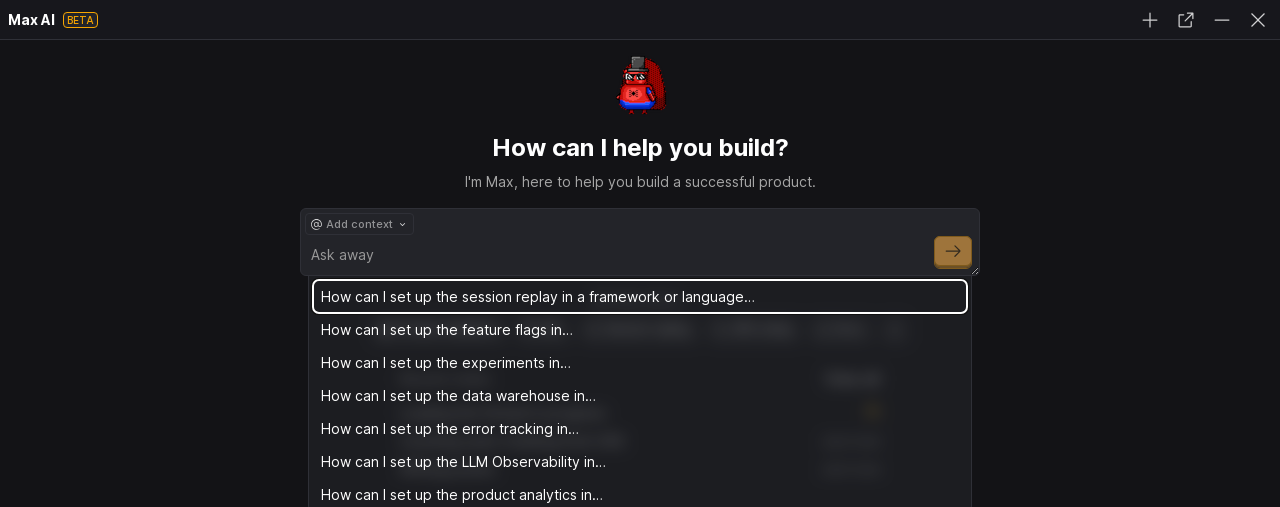 Max AI BETA
How can I help you build?
I'm Max, here to help you build a successful product.
@ Add context
Ask away
How can I set up the session replay in a framework or language…
How can I set up the feature flags in…
How can I set up the experiments in…
How can I set up the data warehouse in…
How can I set up the error tracking in…
How can I set up the LLM Observability in…
How can I set up the product analytics in…